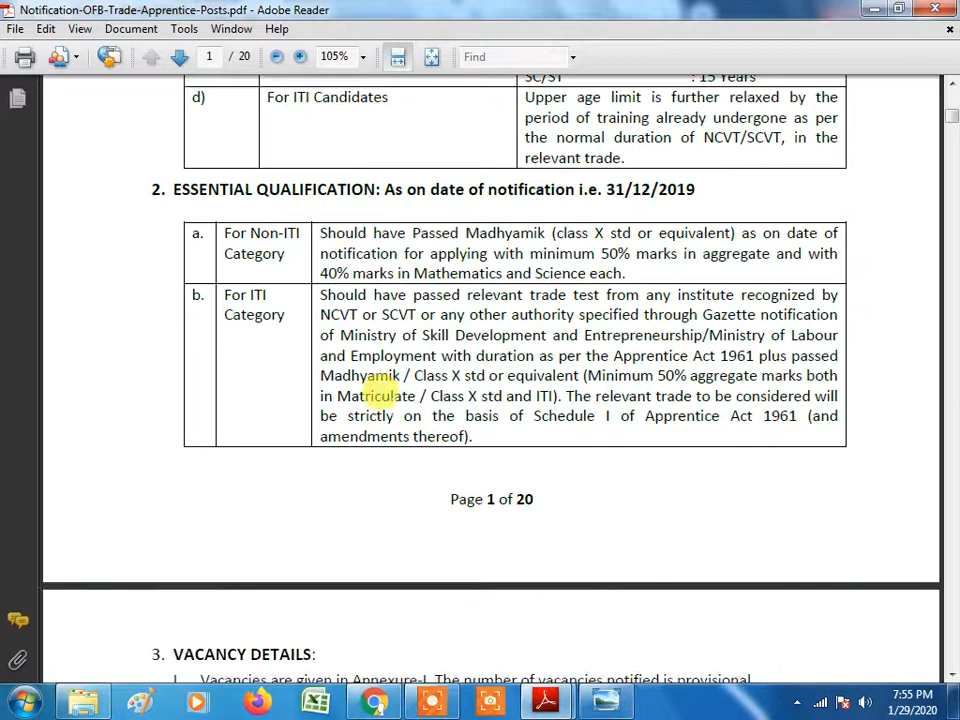 Notification-OFB-Trade-Apprentice-Posts.pdf - Adobe Reader
File Edit View Document Tools Window Help
1 / 20 105% Find
SC/ST : 15 Years
d) For ITI Candidates Upper age limit is further relaxed by the
period of training already undergone as per
the normal duration of NCVT/SCVT, in the
relevant trade.
2. ESSENTIAL QUALIFICATION: As on date of notification i.e. 31/12/2019
a. For Non-ITI Should have Passed Madhyamik (class X std or equivalent) as on date of
Category notification for applying with minimum 50% marks in aggregate and with
40% marks in Mathematics and Science each.
b. For ITI Should have passed relevant trade test from any institute recognized by
Category NCVT or SCVT or any other authority specified through Gazette notification
of Ministry of Skill Development and Entrepreneurship/Ministry of Labour
and Employment with duration as per the Apprentice Act 1961 plus passed
Madhyamik / Class X std or equivalent (Minimum 50% aggregate marks both
in Matriculate / Class X std and ITI). The relevant trade to be considered will
be strictly on the basis of Schedule I of Apprentice Act 1961 (and
amendments thereof).
Page 1 of 20
3. VACANCY DETAILS:
I. Vacancies are given in Annexure-I. The number of vacancies notified is provisional
7:55 PM
1/29/2020